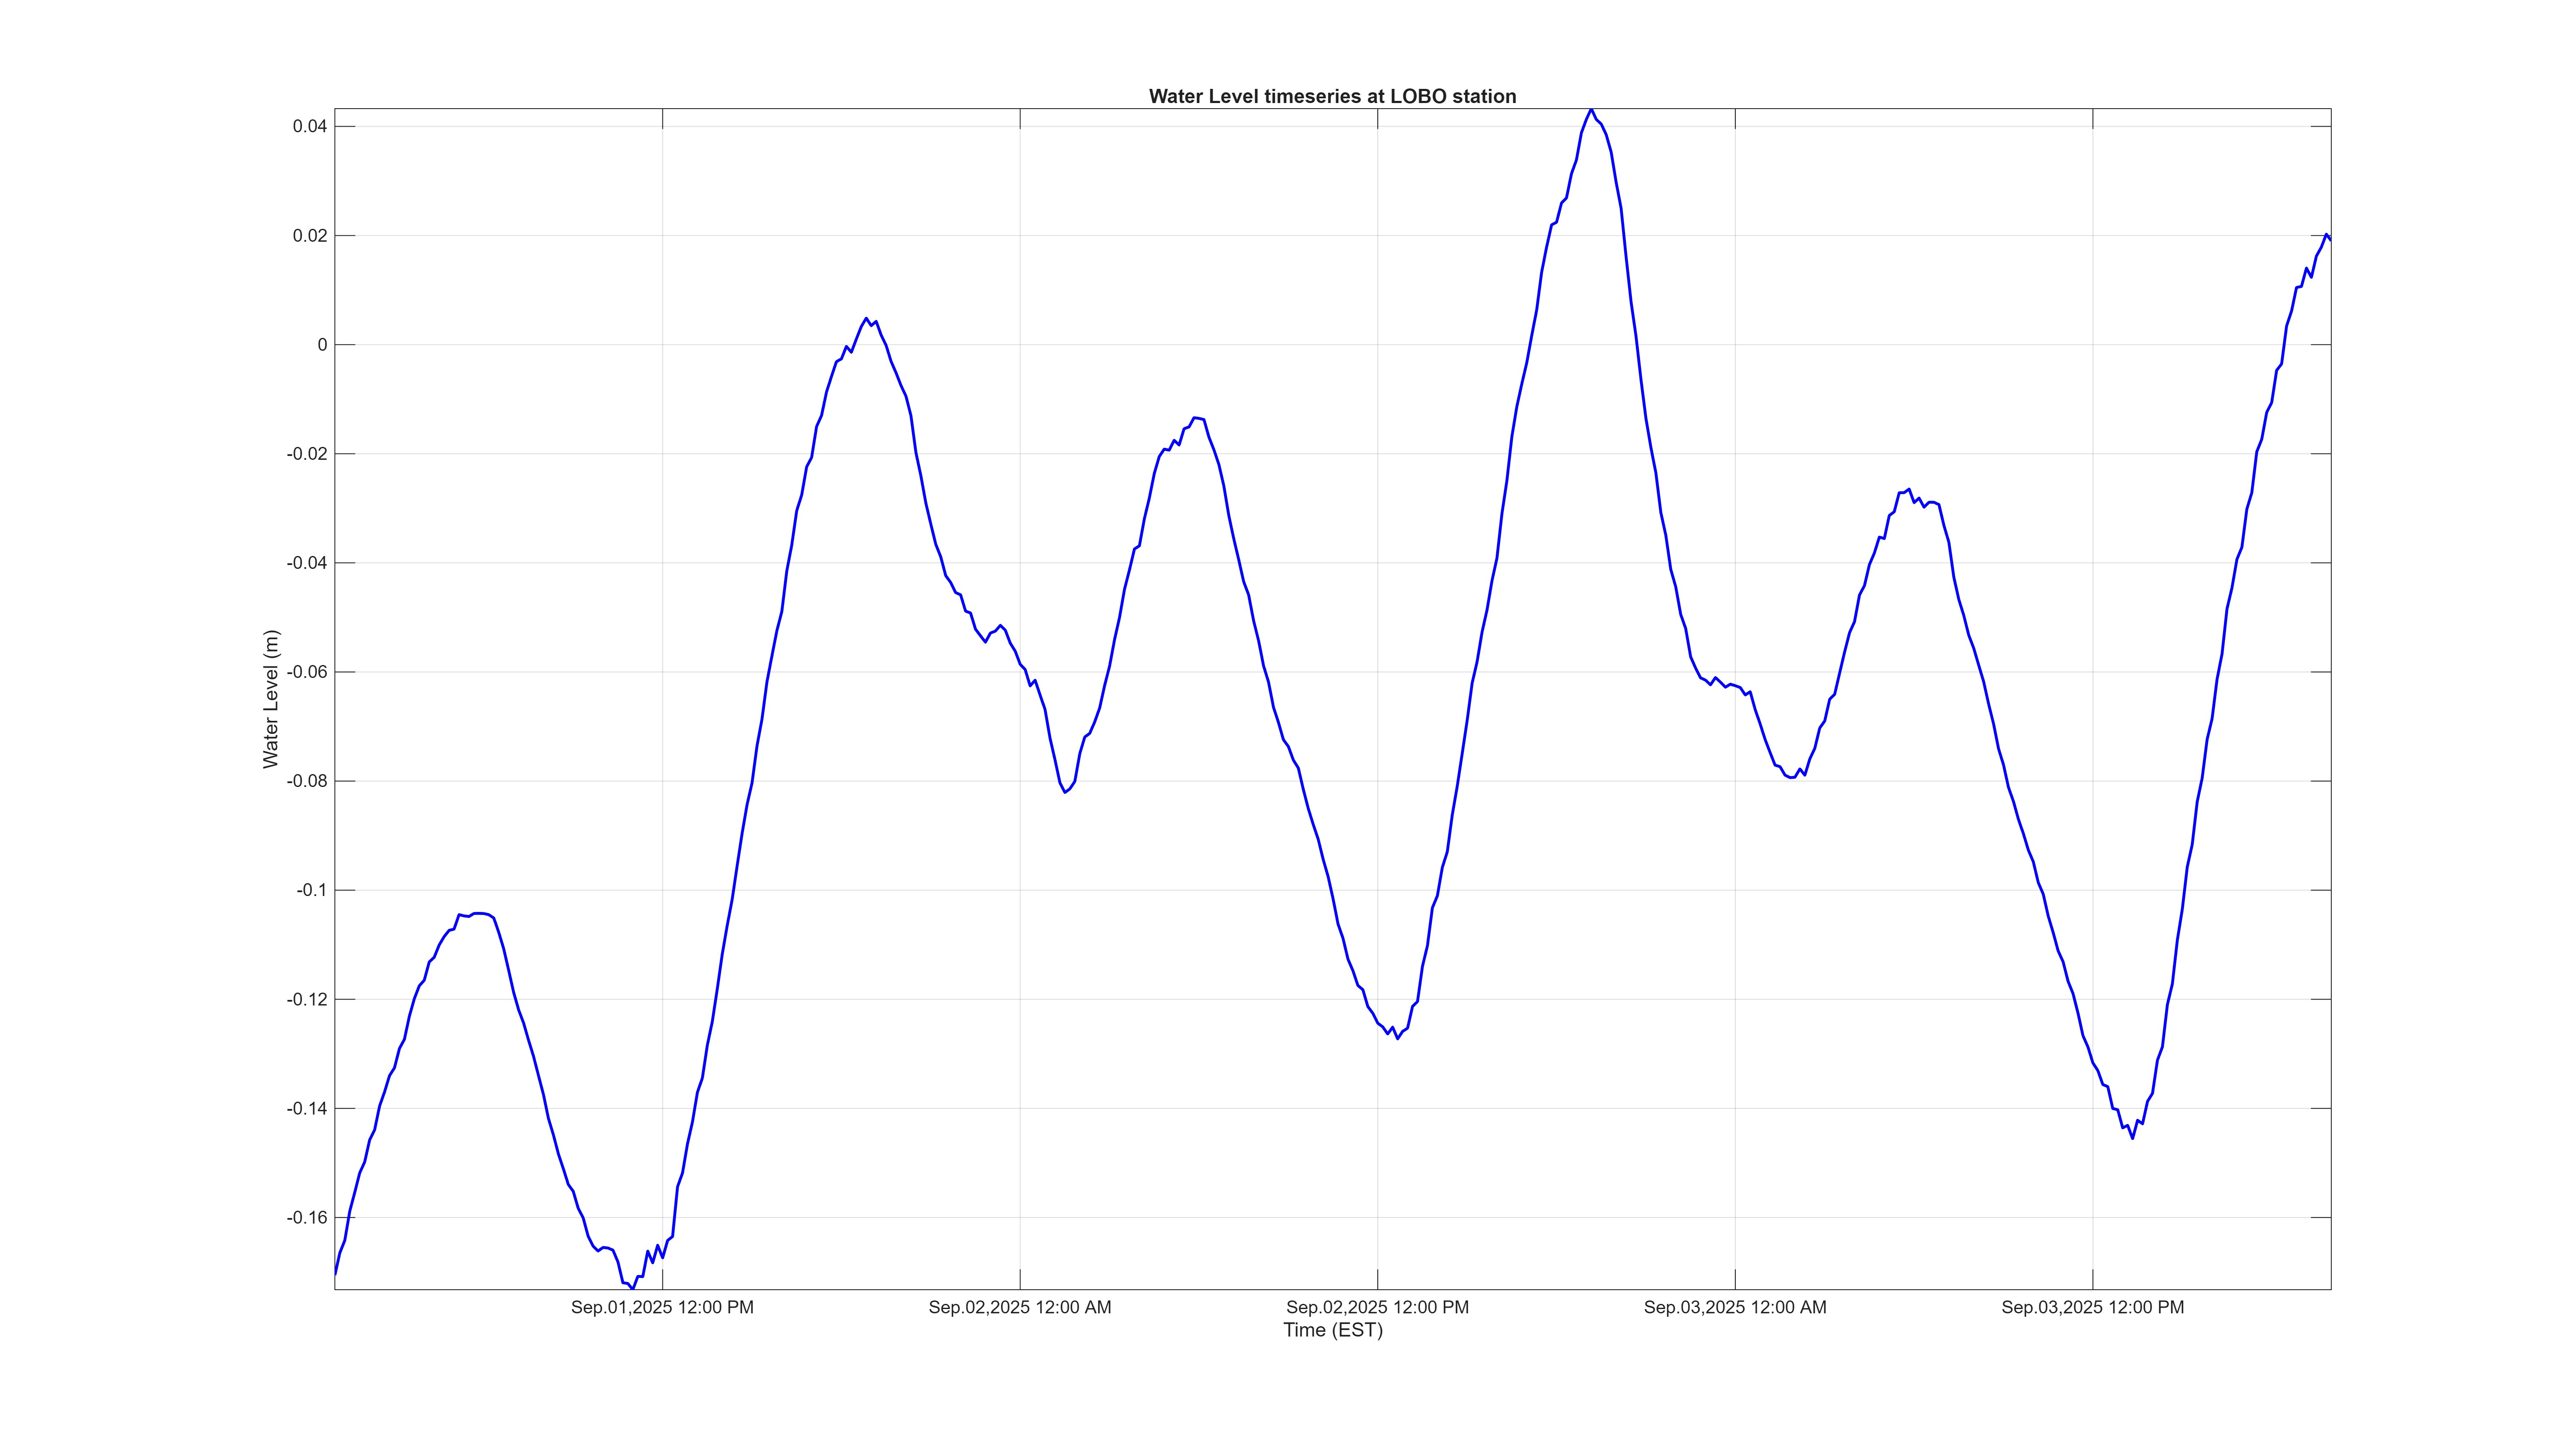 Water Level timeseries at LOBO station
0.04
0.02
0
-0.02
-0.04
-0.06
-0.08
-0.1
-0.12
-0.14
-0.16
Water Level (m)
Sep.01,2025 12:00 PM
Sep.02,2025 12:00 AM
Sep.02,2025 12:00 PM
Sep.03,2025 12:00 AM
Sep.03,2025 12:00 PM
Time (EST)